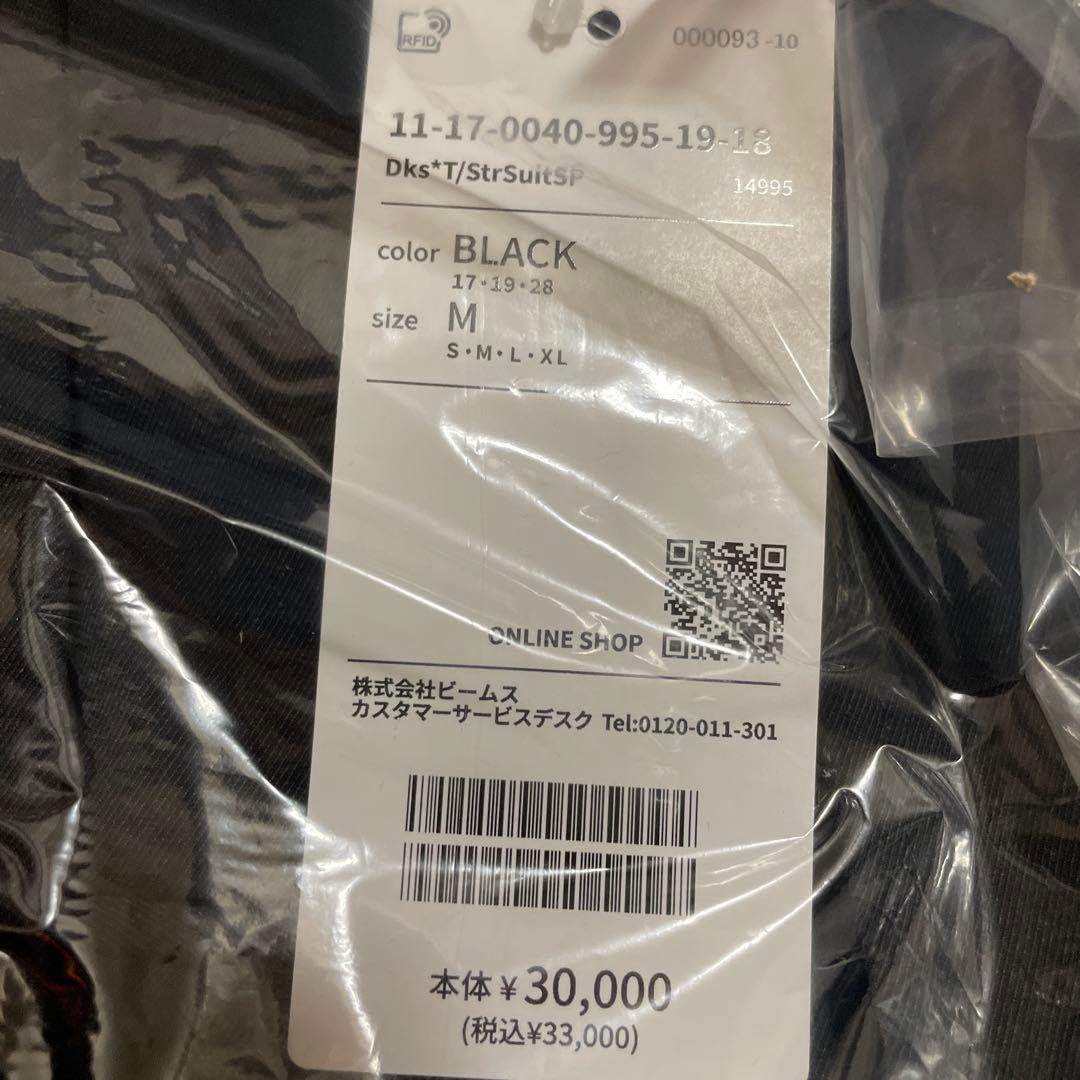 RFID
000093 -10
11-17-0040-995-19-18
Dks*T/StrSuitSP
14995
color BLACK
17・19・28
size M
S・M・L・XL
ONLINE SHOP
株式会社ビームス
カスタマーサービスデスク Tel:0120-011-301
本体¥30,000
(税込¥33,000)